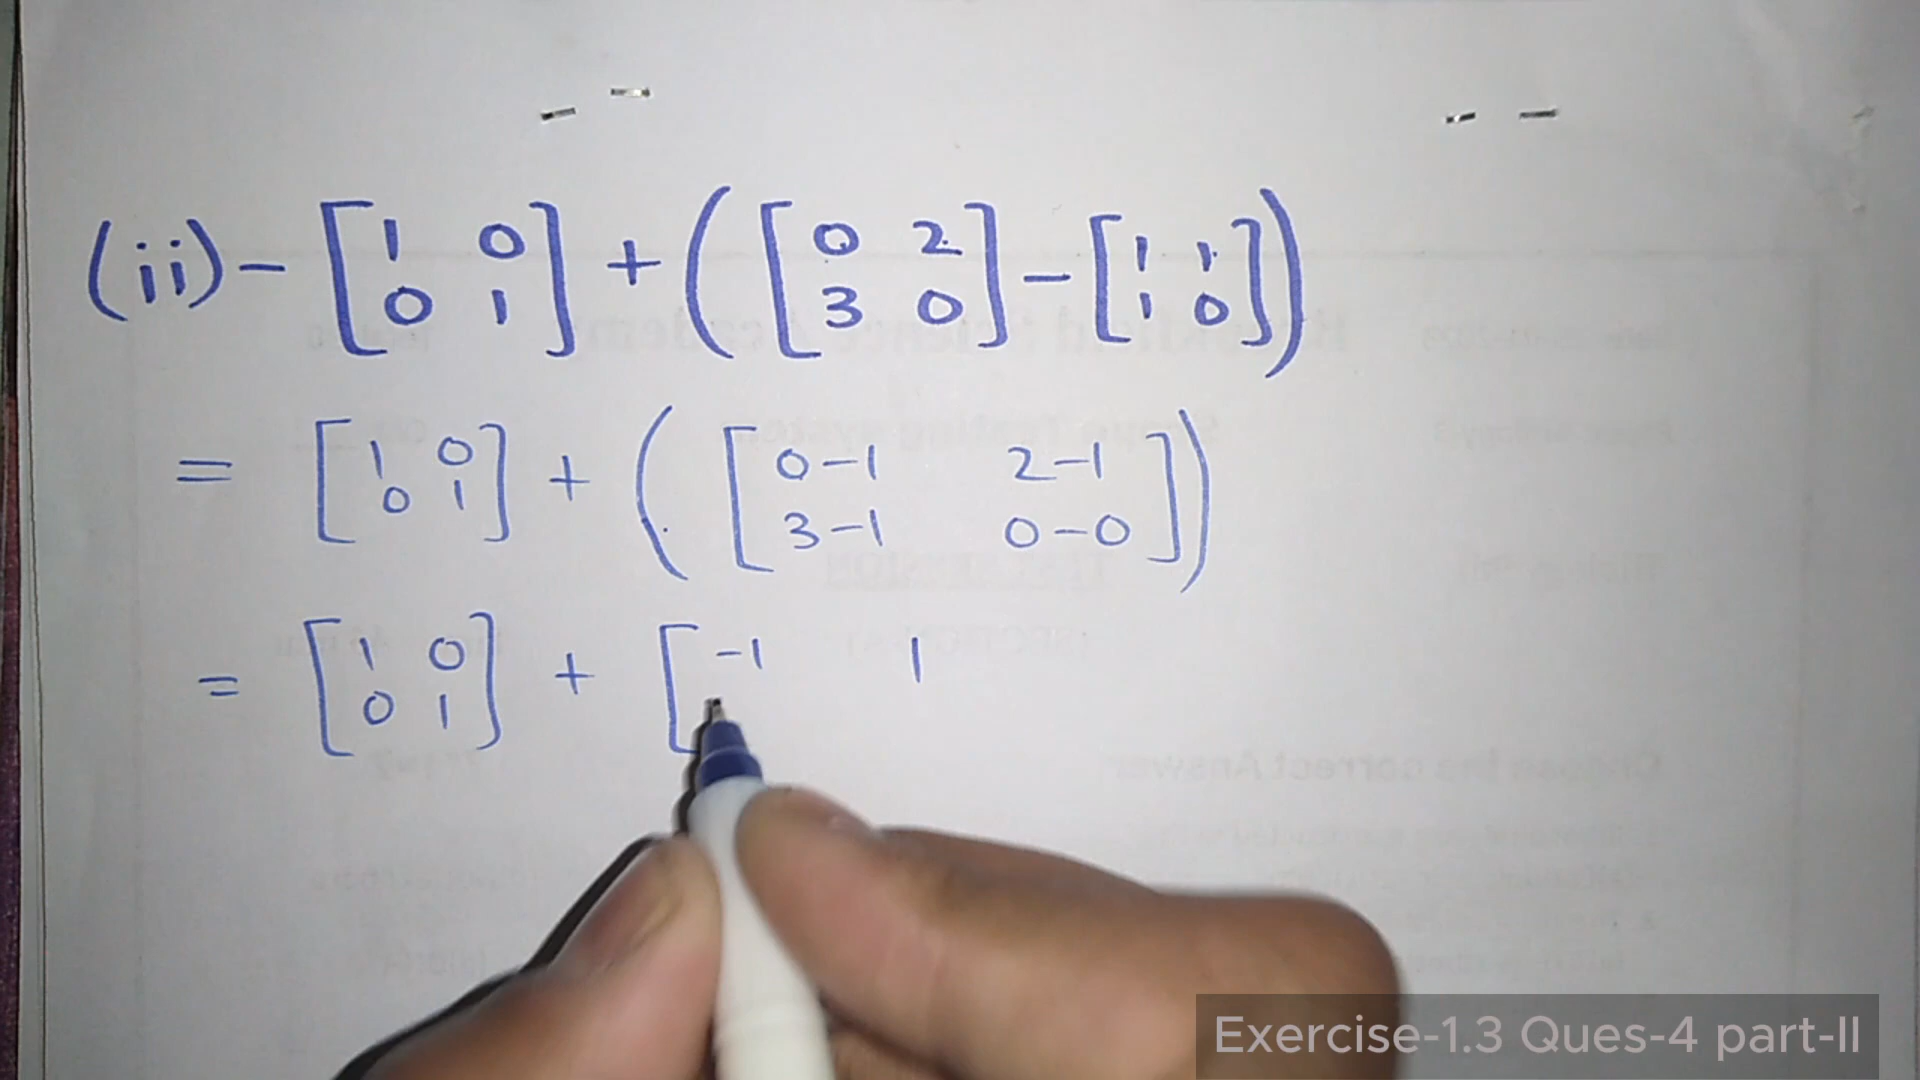 (ii) - [1 0 0 1] + ([0 2 3 0] - [1 1 1 0])
= [1 0 0 1] + ([0-1 2-1 3-1 0-0])
= [1 0 0 1] + [-1 1
Exercise-1.3 Ques-4 part-II